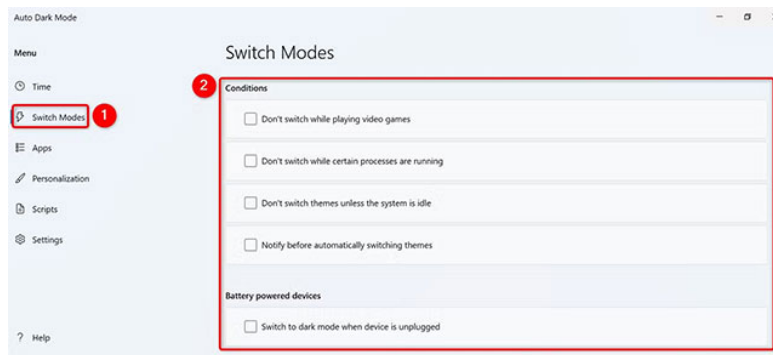 Auto Dark Mode
Menu
Time
Switch Modes
1
Apps
Personalization
Scripts
Settings
? Help
Switch Modes
2
Conditions
Don't switch while playing video games
Don't switch while certain processes are running
Don't switch themes unless the system is idle
Notify before automatically switching themes
Battery powered devices
Switch to dark mode when device is unplugged